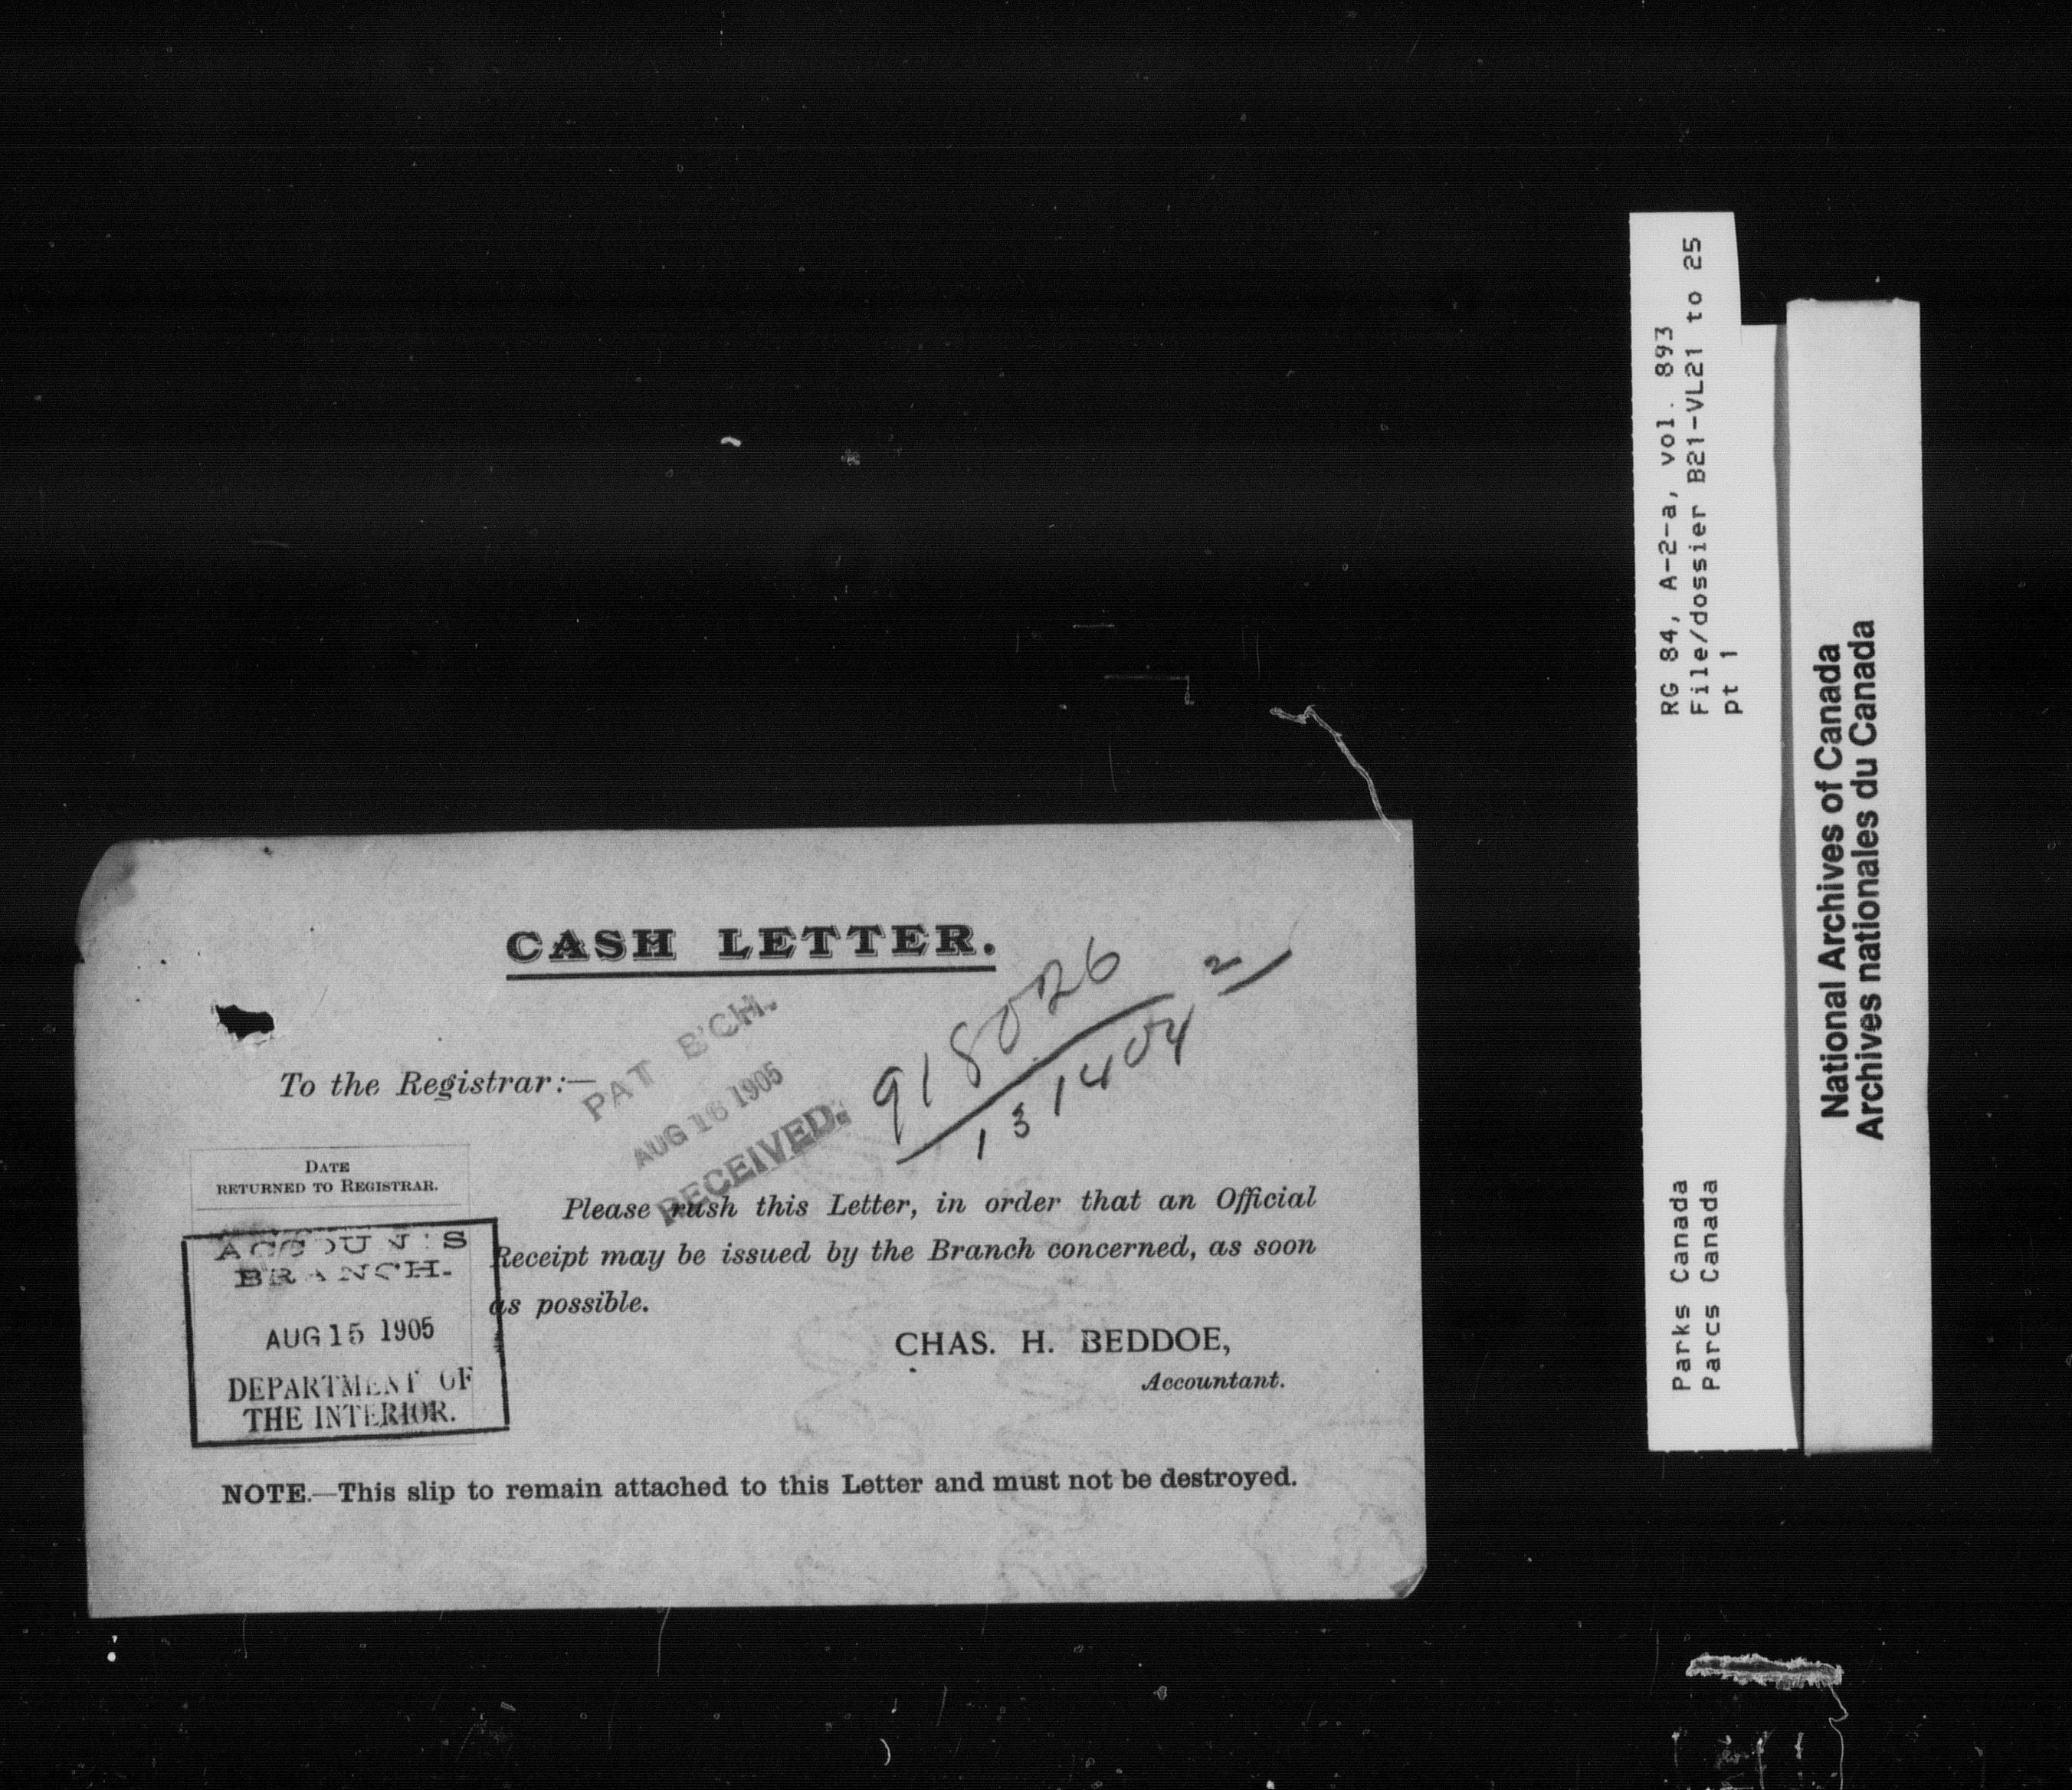 CASH LETTER.
918026
131404
2
To the Registrar:—
PAT B'CH.
AUG 16 1905
RECEIVED.
DATE
RETURNED TO REGISTRAR.
Please rush this Letter, in order that an Official
Receipt may be issued by the Branch concerned, as soon
as possible.
ACCOUNTS
BRANCH.
AUG 15 1905
DEPARTMENT OF
THE INTERIOR.
CHAS. H. BEDDOE,
Accountant.
NOTE.—This slip to remain attached to this Letter and must not be destroyed.
RG 84, A-2-a, vol. 893
File/dossier B21-VL21 to 25
pt 1
Parks Canada
Parcs Canada
National Archives of Canada
Archives nationales du Canada